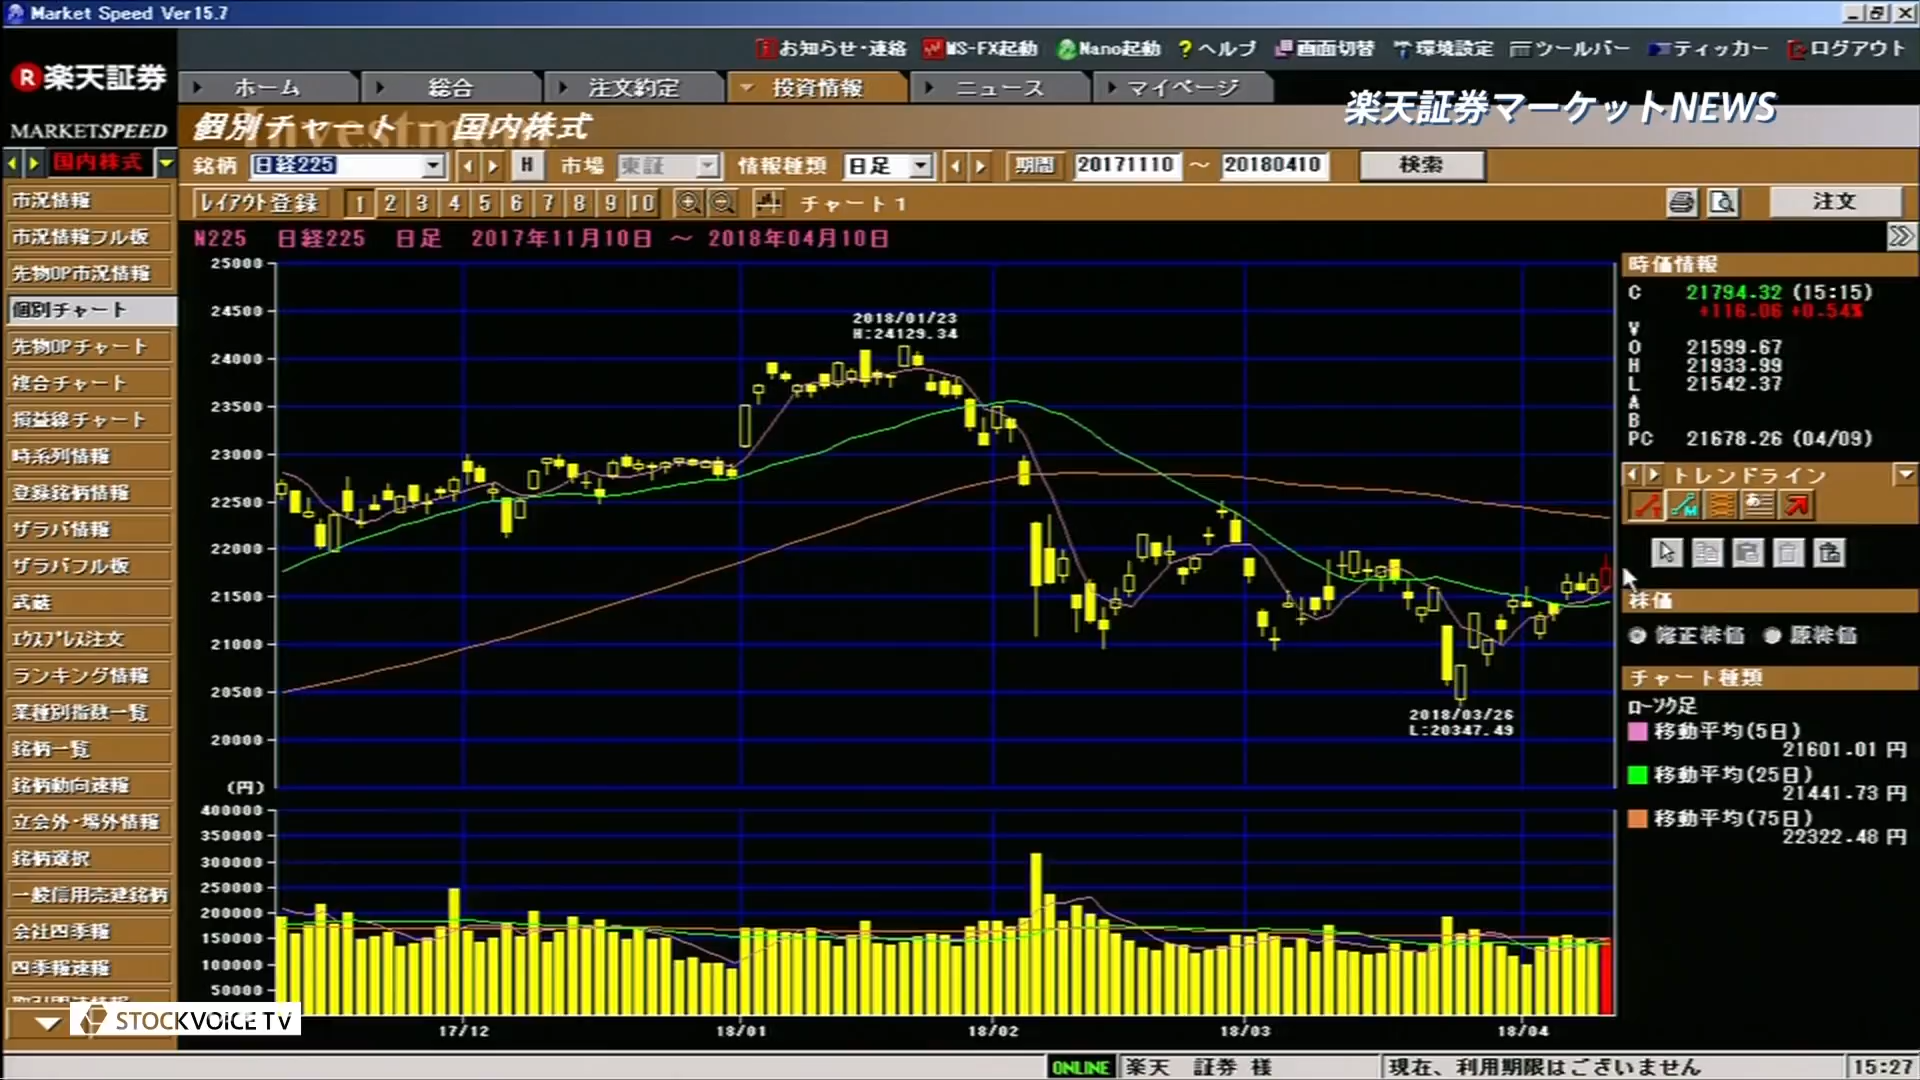 Market Speed Ver15.7
お知らせ・連絡 MS-FX起動 Nano起動 ? ヘルプ 画面切替 環境設定 ツールバー ティッカー ログアウト
R楽天証券
MARKETSPEED
ホーム 総合 注文約定 投資情報 ニュース マイページ
楽天証券マーケットNEWS
個別チャート 国内株式
国内株式
銘柄 日経225 H 市場 東証 情報種類 日足 期間 20171110 ～ 20180410 検索
レイアウト登録 1 2 3 4 5 6 7 8 9 10 チャート1 注文
N225 日経225 日足 2017年11月10日 ～ 2018年04月10日
市況情報
市況情報フル板
先物OP市況情報
個別チャート
先物OPチャート
複合チャート
損益線チャート
時系列情報
登録銘柄情報
ザラバ情報
ザラバフル板
武蔵
エクスプレス注文
ランキング情報
業種別指数一覧
銘柄一覧
銘柄動向速報
立会外・場外情報
銘柄選択
一般信用売建銘柄
会社四季報
四季報速報
STOCKVOICE TV
25000
24500
24000
23500
23000
22500
22000
21500
21000
20500
20000
(円)
2018/01/23
H:24129.34
2018/03/26
L:20347.49
400000
350000
300000
250000
200000
150000
100000
50000
17/12 18/01 18/02 18/03 18/04
時価情報
C 21794.32 (15:15)
+116.06 +0.54%
V
O 21599.67
H 21933.99
L 21542.37
A
B
PC 21678.26 (04/09)
トレンドライン
株価
修正株価 原株価
チャート種類
ローソク足
移動平均(5日)
21601.01 円
移動平均(25日)
21441.73 円
移動平均(75日)
22322.48 円
ONLINE 楽天 証券 様 現在、利用期限はございません 15:27